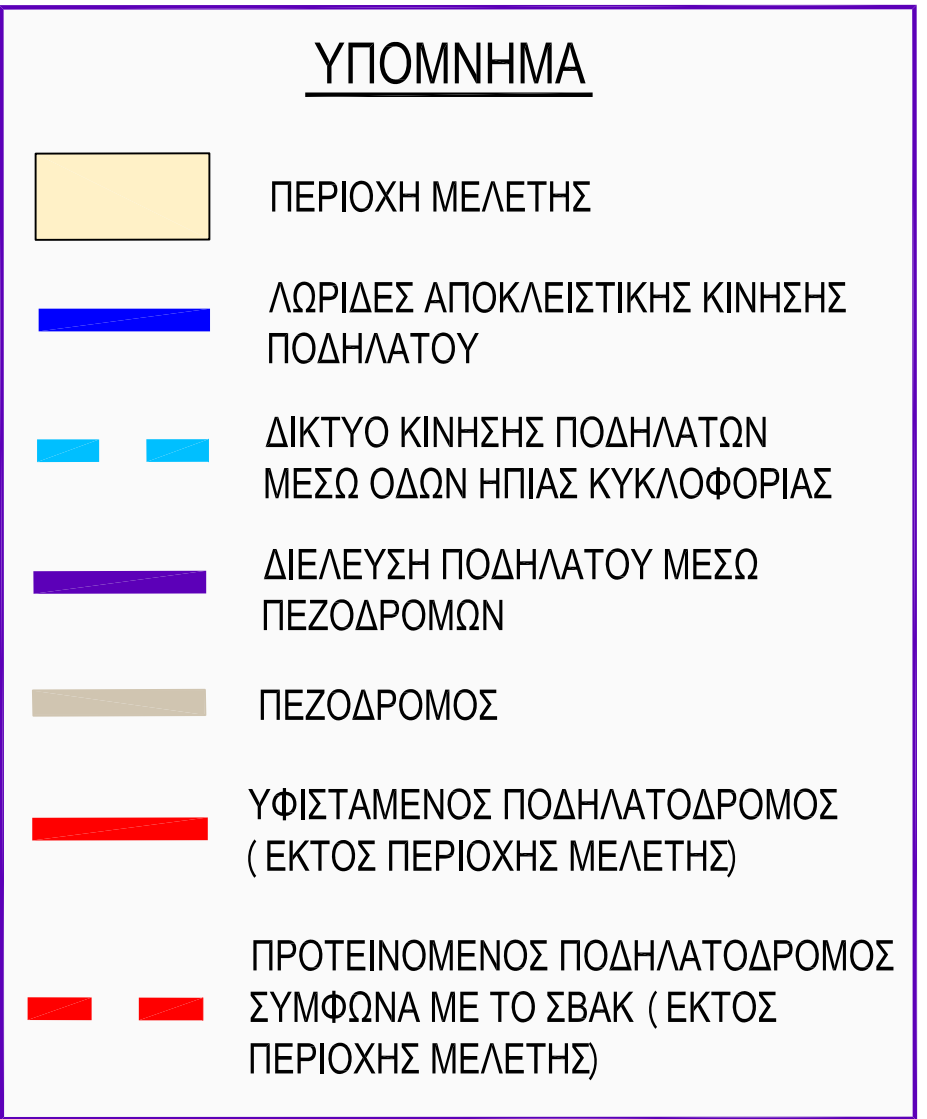 ΥΠΟΜΝΗΜΑ
ΠΕΡΙΟΧΗ ΜΕΛΕΤΗΣ
ΛΩΡΙΔΕΣ ΑΠΟΚΛΕΙΣΤΙΚΗΣ ΚΙΝΗΣΗΣ
ΠΟΔΗΛΑΤΟΥ
ΔΙΚΤΥΟ ΚΙΝΗΣΗΣ ΠΟΔΗΛΑΤΩΝ
ΜΕΣΩ ΟΔΩΝ ΗΠΙΑΣ ΚΥΚΛΟΦΟΡΙΑΣ
ΔΙΕΛΕΥΣΗ ΠΟΔΗΛΑΤΟΥ ΜΕΣΩ
ΠΕΖΟΔΡΟΜΩΝ
ΠΕΖΟΔΡΟΜΟΣ
ΥΦΙΣΤΑΜΕΝΟΣ ΠΟΔΗΛΑΤΟΔΡΟΜΟΣ
( ΕΚΤΟΣ ΠΕΡΙΟΧΗΣ ΜΕΛΕΤΗΣ)
ΠΡΟΤΕΙΝΟΜΕΝΟΣ ΠΟΔΗΛΑΤΟΔΡΟΜΟΣ
ΣΥΜΦΩΝΑ ΜΕ ΤΟ ΣΒΑΚ ( ΕΚΤΟΣ
ΠΕΡΙΟΧΗΣ ΜΕΛΕΤΗΣ)